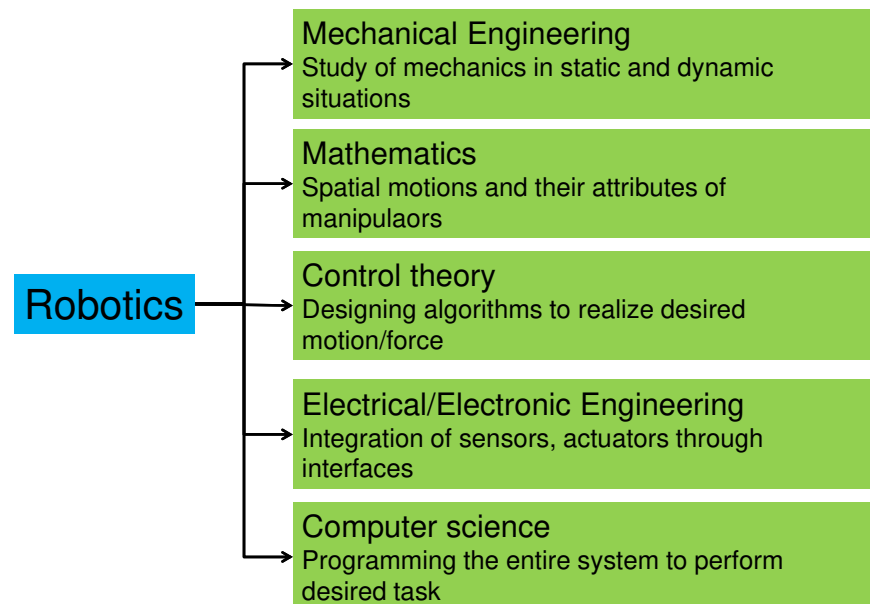 Mechanical Engineering
Study of mechanics in static and dynamic
situations
Mathematics
Spatial motions and their attributes of
manipulaors
Robotics
Control theory
Designing algorithms to realize desired
motion/force
Electrical/Electronic Engineering
Integration of sensors, actuators through
interfaces
Computer science
Programming the entire system to perform
desired task